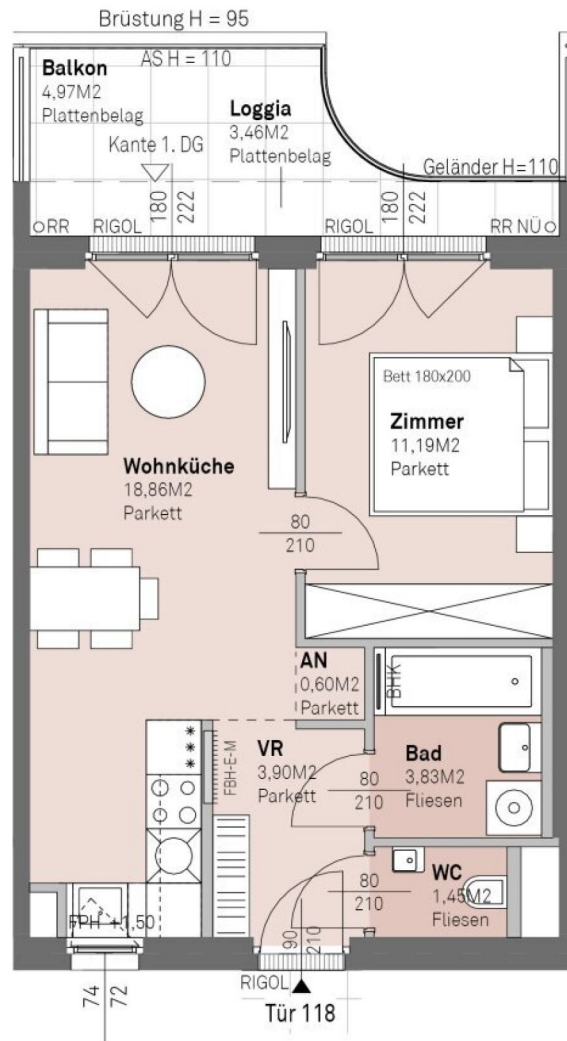 Brüstung H = 95
Balkon
4,97M2
Plattenbelag
AS H = 110
Loggia
3,46M2
Plattenbelag
Kante 1. DG
Geländer H=110
180
222
180
222
RR
RIGOL
RIGOL
RR NÜ
Bett 180x200
Zimmer
11,19M2
Parkett
Wohnküche
18,86M2
Parkett
80
210
AN
0,60M2
Parkett
BHK
VR
3,90M2
Parkett
FBH-E-M
Bad
3,83M2
Fliesen
80
210
WC
1,45M2
Fliesen
80
210
FPH +1,50
90
210
74
72
RIGOL
Tür 118